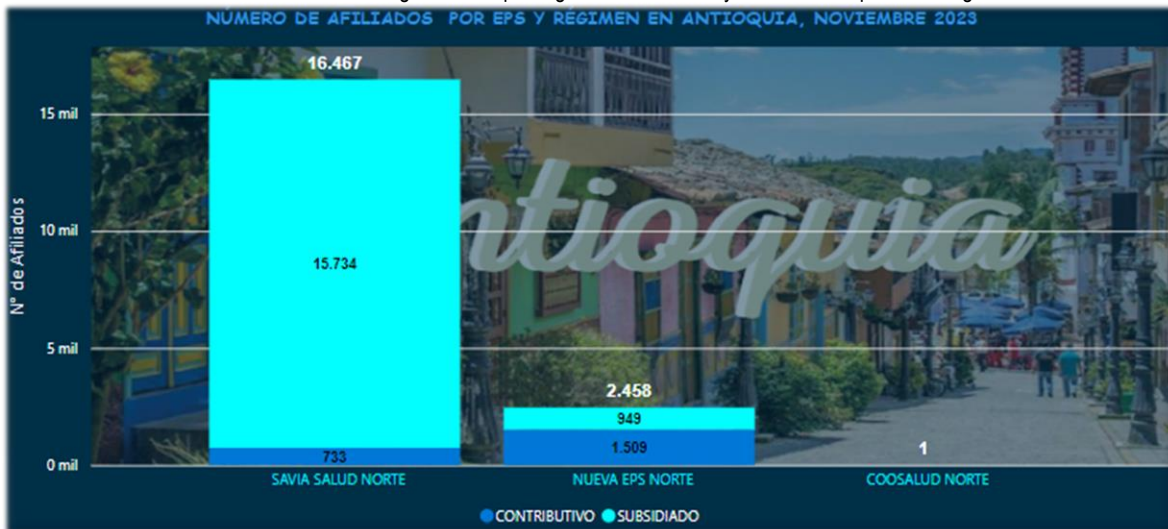 NÚMERO DE AFILIADOS POR EPS Y RÉGIMEN EN ANTIOQUIA, NOVIEMBRE 2023
16.467
15 mil
ntioquia
10 mil
15.734
N° de Afiliados
5 mil
2.458
949
1.509
1
733
0 mil
SAVIA SALUD NORTE NUEVA EPS NORTE COOSALUD NORTE
CONTRIBUTIVO SUBSIDIADO